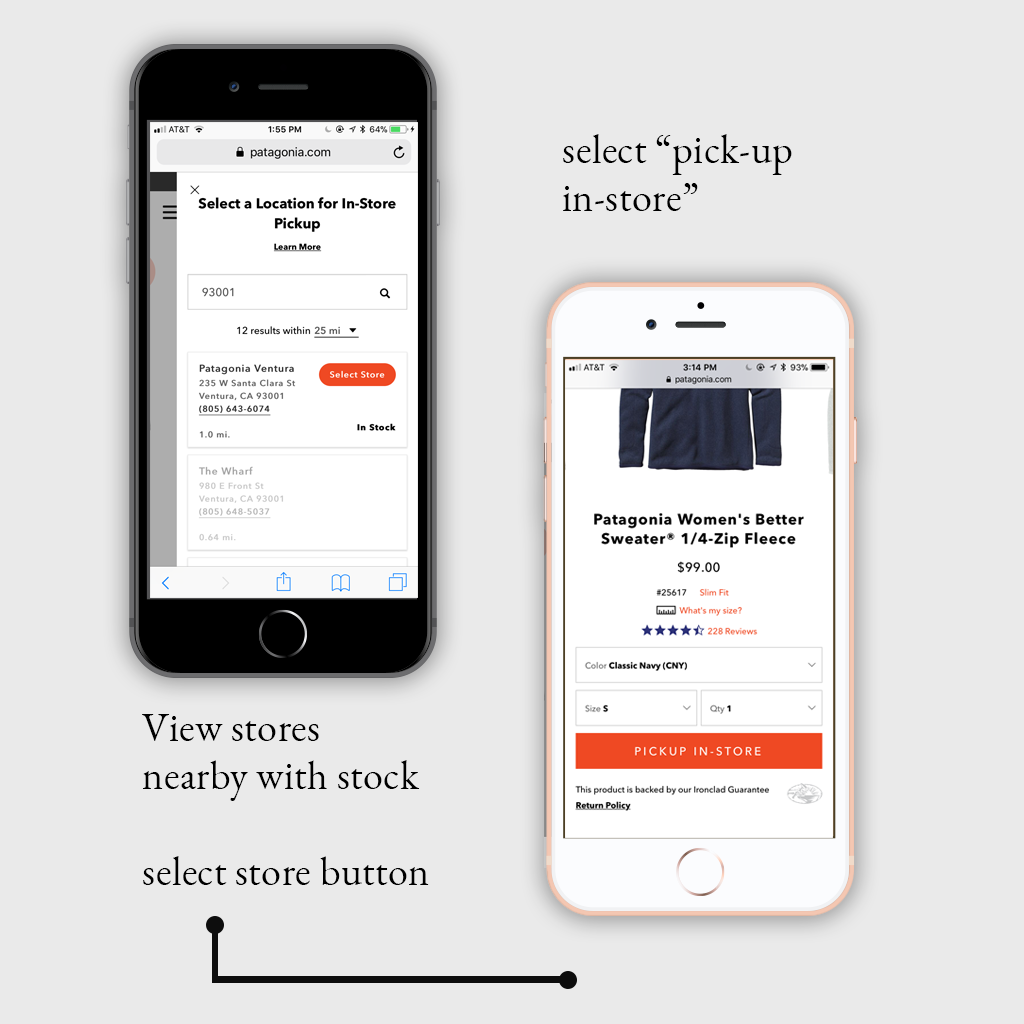 AT&T
1:55 PM
64%
patagonia.com
Select a Location for In-Store
Pickup
Learn More
93001
12 results within 25 mi
Patagonia Ventura
Select Store
235 W Santa Clara St
Ventura, CA 93001
(805) 643-6074
In Stock
1.0 mi.
The Wharf
980 E Front St
Ventura, CA 93001
(805) 648-5037
0.64 mi.
View stores
nearby with stock
select store button
select “pick-up
in-store”
AT&T
3:14 PM
93%
patagonia.com
Patagonia Women's Better
Sweater® 1/4-Zip Fleece
$99.00
#25617 Slim Fit
What's my size?
228 Reviews
Color Classic Navy (CNY)
Size S
Qty 1
PICKUP IN-STORE
This product is backed by our Ironclad Guarantee
Return Policy